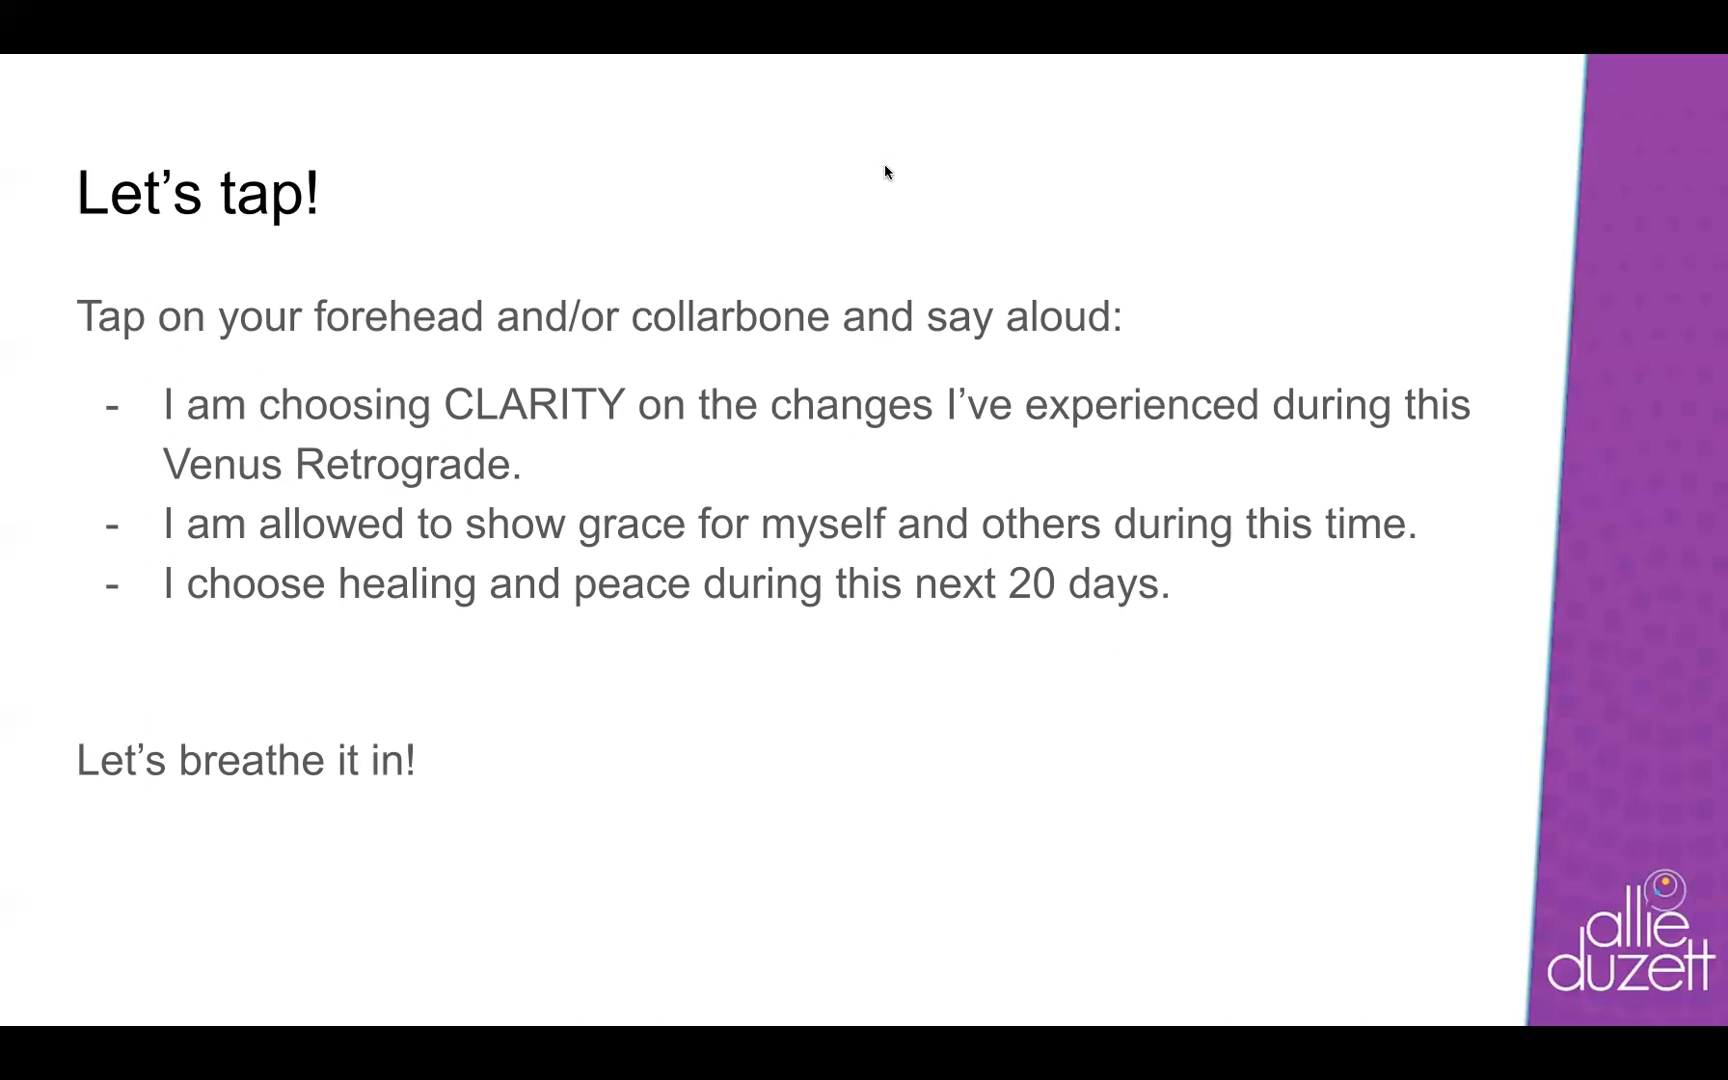 Let’s tap!
Tap on your forehead and/or collarbone and say aloud:
- I am choosing CLARITY on the changes I’ve experienced during this
Venus Retrograde.
- I am allowed to show grace for myself and others during this time.
- I choose healing and peace during this next 20 days.
Let’s breathe it in!
allie
duzett